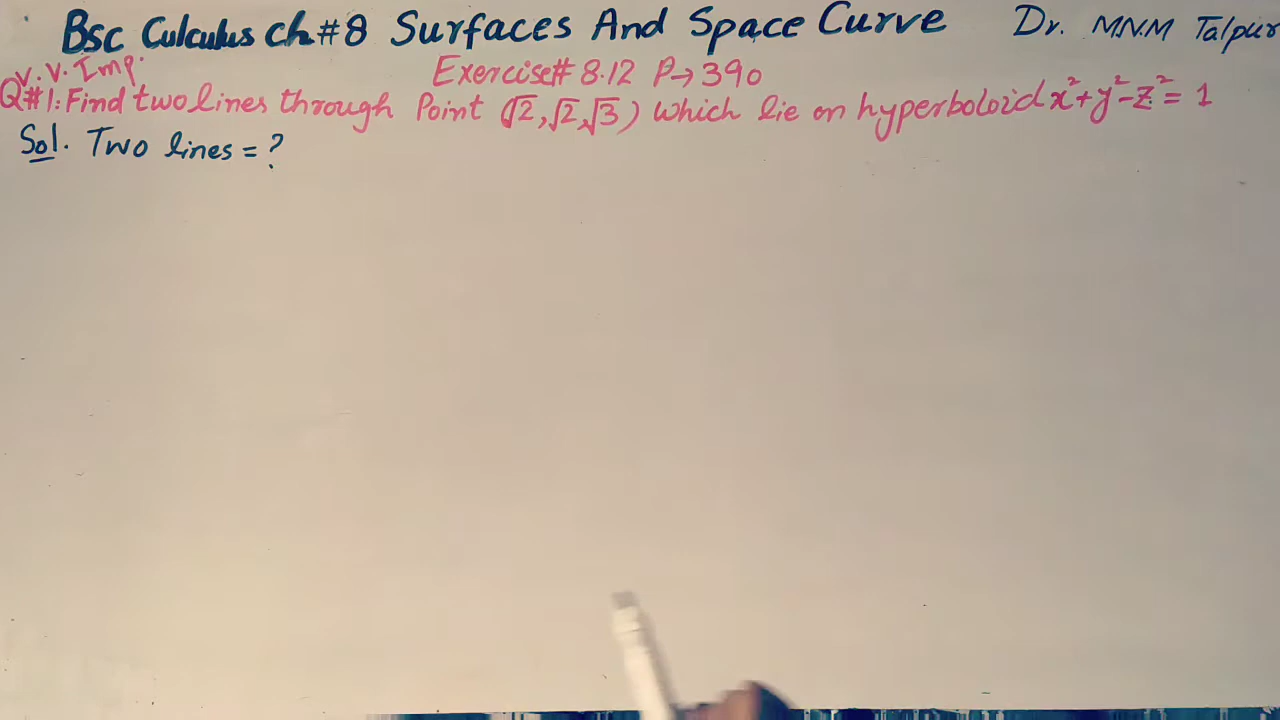 Bsc Calculus Ch#8 Surfaces And Space Curve Dr. M.N.M Talpur
V.V.Imp.
Exercise# 8.12 P→390
Q#1: Find two lines through Point (√2, √2, √3) Which lie on hyperboloid x²+y²-z²= 1
Sol. Two lines = ?